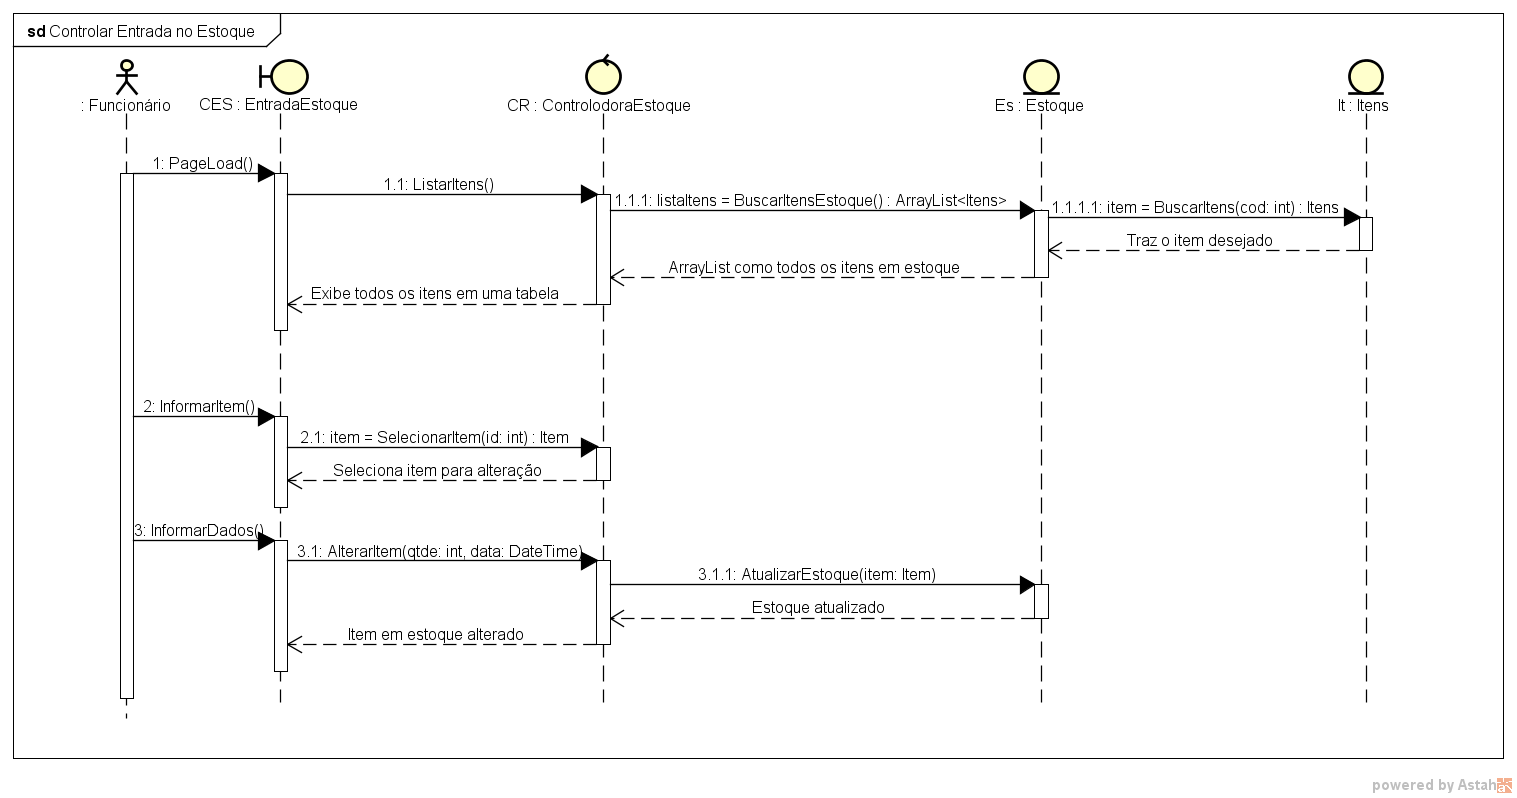 sd Controlar Entrada no Estoque
: Funcionário
CES : EntradaEstoque
CR : ControlodoraEstoque
Es : Estoque
It : Itens
1: PageLoad()
1.1: ListarItens()
1.1.1: listaItens = BuscarItensEstoque() : ArrayList<Itens>
1.1.1.1: item = BuscarItens(cod: int) : Itens
Traz o item desejado
ArrayList como todos os itens em estoque
Exibe todos os itens em uma tabela
2: InformarItem()
2.1: item = SelecionarItem(id: int) : Item
Seleciona item para alteração
3: InformarDados()
3.1: AlterarItem(qtde: int, data: DateTime)
3.1.1: AtualizarEstoque(item: Item)
Estoque atualizado
Item em estoque alterado
powered by Astah